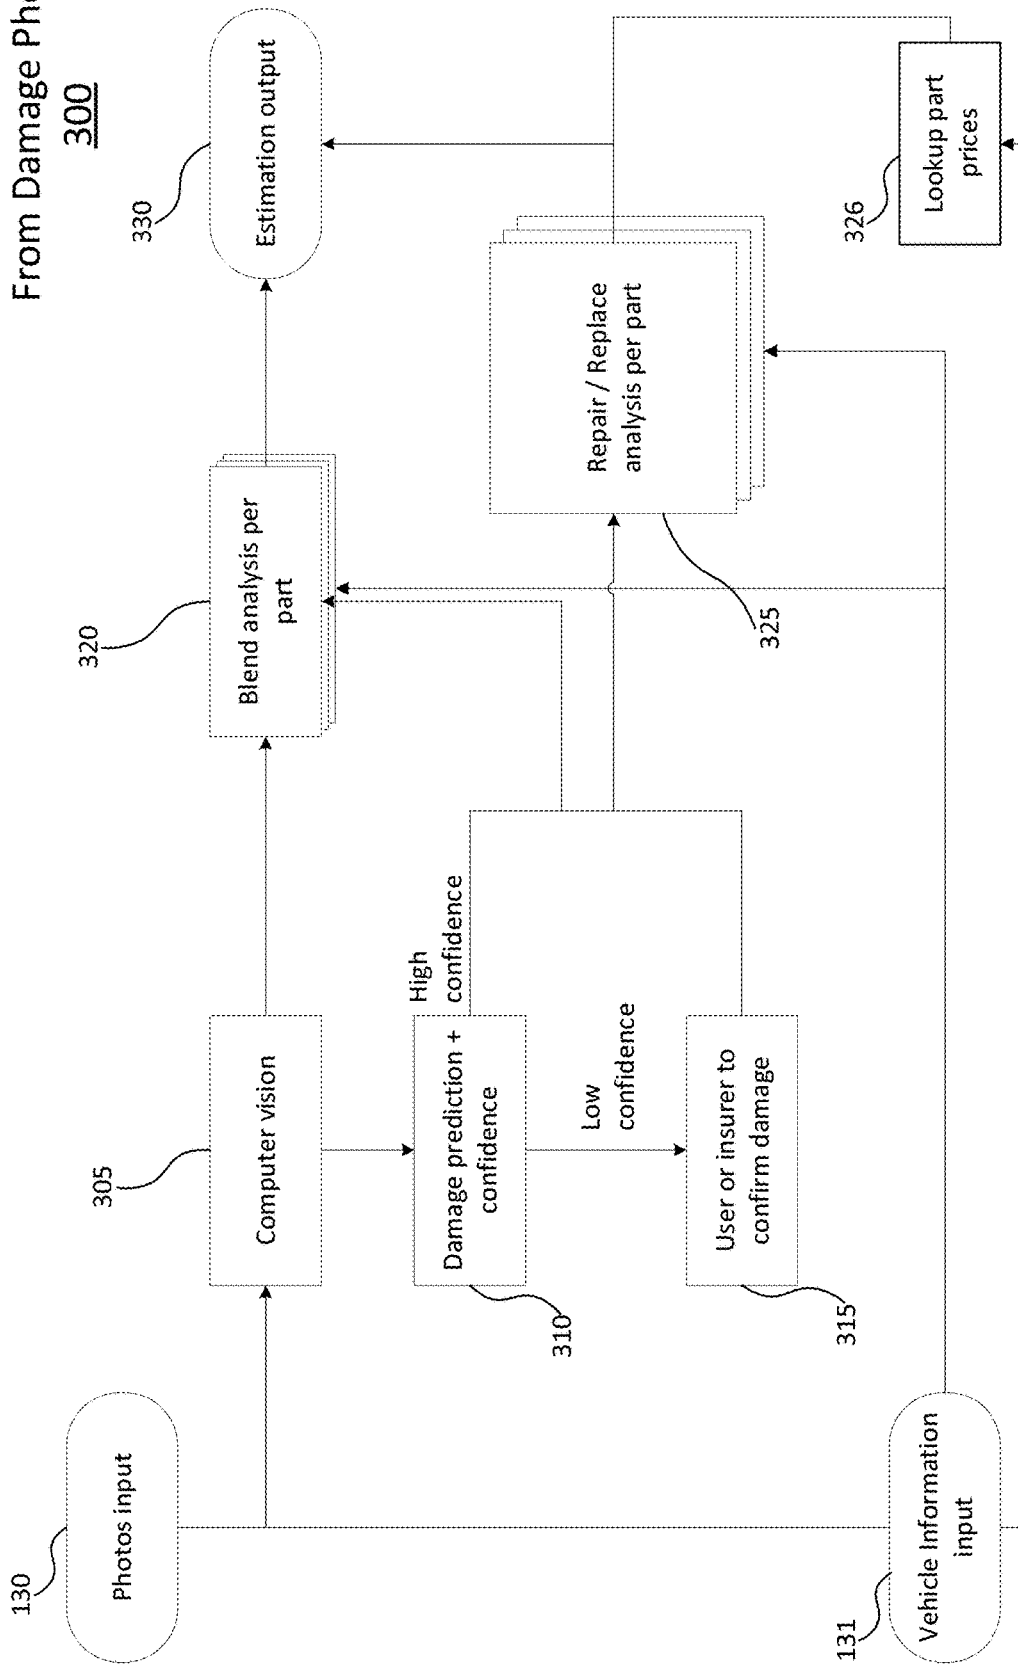 From Damage Pho
300
130
Photos input
305
Computer vision
320
Blend analysis per
part
330
Estimation output
310
Damage prediction +
confidence
High
confidence
Low
confidence
315
User or insurer to
confirm damage
325
Repair / Replace
analysis per part
326
Lookup part
prices
131
Vehicle Information
input